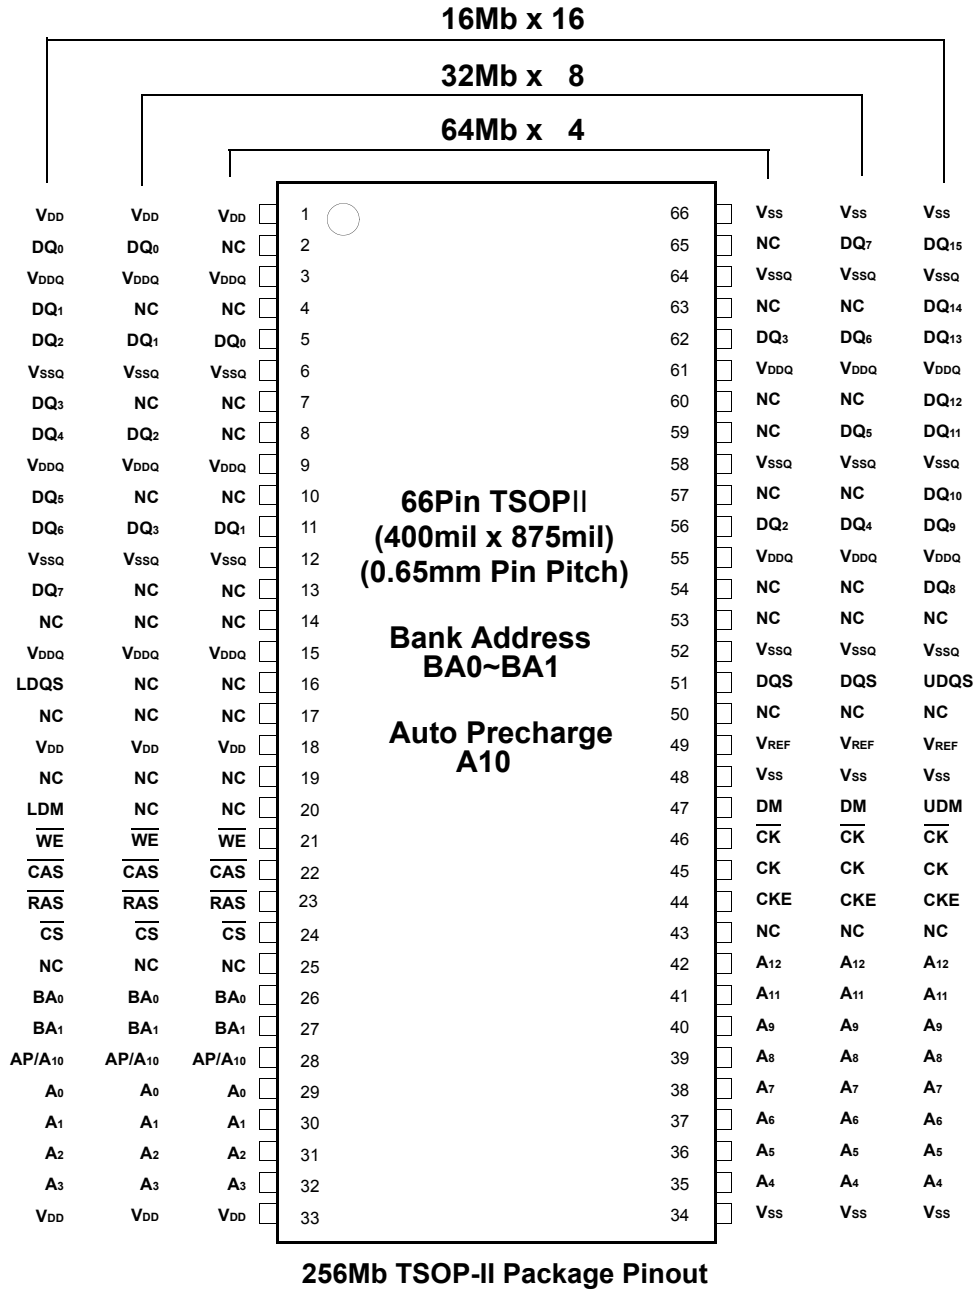 16Mb x 16
32Mb x 8
64Mb x 4
VDD VDD VDD 1 66 VSS VSS VSS
DQ0 DQ0 NC 2 65 NC DQ7 DQ15
VDDQ VDDQ VDDQ 3 64 VSSQ VSSQ VSSQ
DQ1 NC NC 4 63 NC NC DQ14
DQ2 DQ1 DQ0 5 62 DQ3 DQ6 DQ13
VSSQ VSSQ VSSQ 6 61 VDDQ VDDQ VDDQ
DQ3 NC NC 7 60 NC NC DQ12
DQ4 DQ2 NC 8 59 NC DQ5 DQ11
VDDQ VDDQ VDDQ 9 58 VSSQ VSSQ VSSQ
DQ5 NC NC 10 57 NC NC DQ10
DQ6 DQ3 DQ1 11 56 DQ2 DQ4 DQ9
VSSQ VSSQ VSSQ 12 55 VDDQ VDDQ VDDQ
DQ7 NC NC 13 54 NC NC DQ8
NC NC NC 14 53 NC NC NC
VDDQ VDDQ VDDQ 15 52 VSSQ VSSQ VSSQ
LDQS NC NC 16 51 DQS DQS UDQS
NC NC NC 17 50 NC NC NC
VDD VDD VDD 18 49 VREF VREF VREF
NC NC NC 19 48 VSS VSS VSS
LDM NC NC 20 47 DM DM UDM
WE WE WE 21 46 CK CK CK
CAS CAS CAS 22 45 CK CK CK
RAS RAS RAS 23 44 CKE CKE CKE
CS CS CS 24 43 NC NC NC
NC NC NC 25 42 A12 A12 A12
BA0 BA0 BA0 26 41 A11 A11 A11
BA1 BA1 BA1 27 40 A9 A9 A9
AP/A10 AP/A10 AP/A10 28 39 A8 A8 A8
A0 A0 A0 29 38 A7 A7 A7
A1 A1 A1 30 37 A6 A6 A6
A2 A2 A2 31 36 A5 A5 A5
A3 A3 A3 32 35 A4 A4 A4
VDD VDD VDD 33 34 VSS VSS VSS
66Pin TSOPII
(400mil x 875mil)
(0.65mm Pin Pitch)
Bank Address
BA0~BA1
Auto Precharge
A10
256Mb TSOP-II Package Pinout